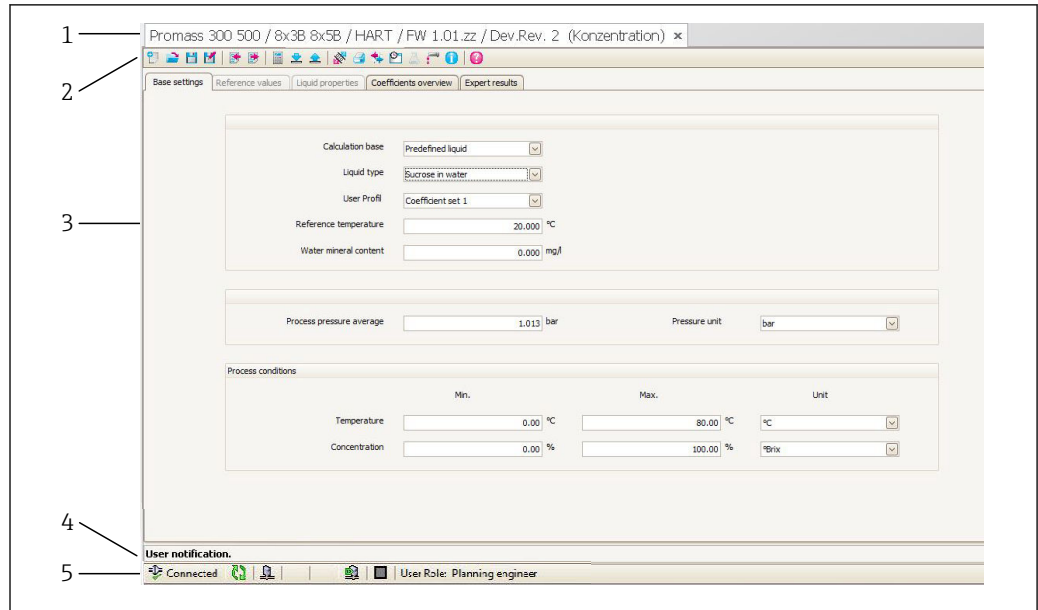 1
Promass 300 500 / 8x3B 8x5B / HART / FW 1.01.zz / Dev.Rev. 2 (Konzentration) ×
2
Base settings Reference values Liquid properties Coefficients overview Expert results
Calculation base Predefined liquid
Liquid type Sucrose in water
User Profil Coefficient set 1
3
Reference temperature 20.000 °C
Water mineral content 0.000 mg/l
Process pressure average 1.013 bar Pressure unit bar
Process conditions
Min. Max. Unit
Temperature 0.00 °C 80.00 °C °C
Concentration 0.00 % 100.00 % °Brix
4
User notification.
5
Connected User Role: Planning engineer